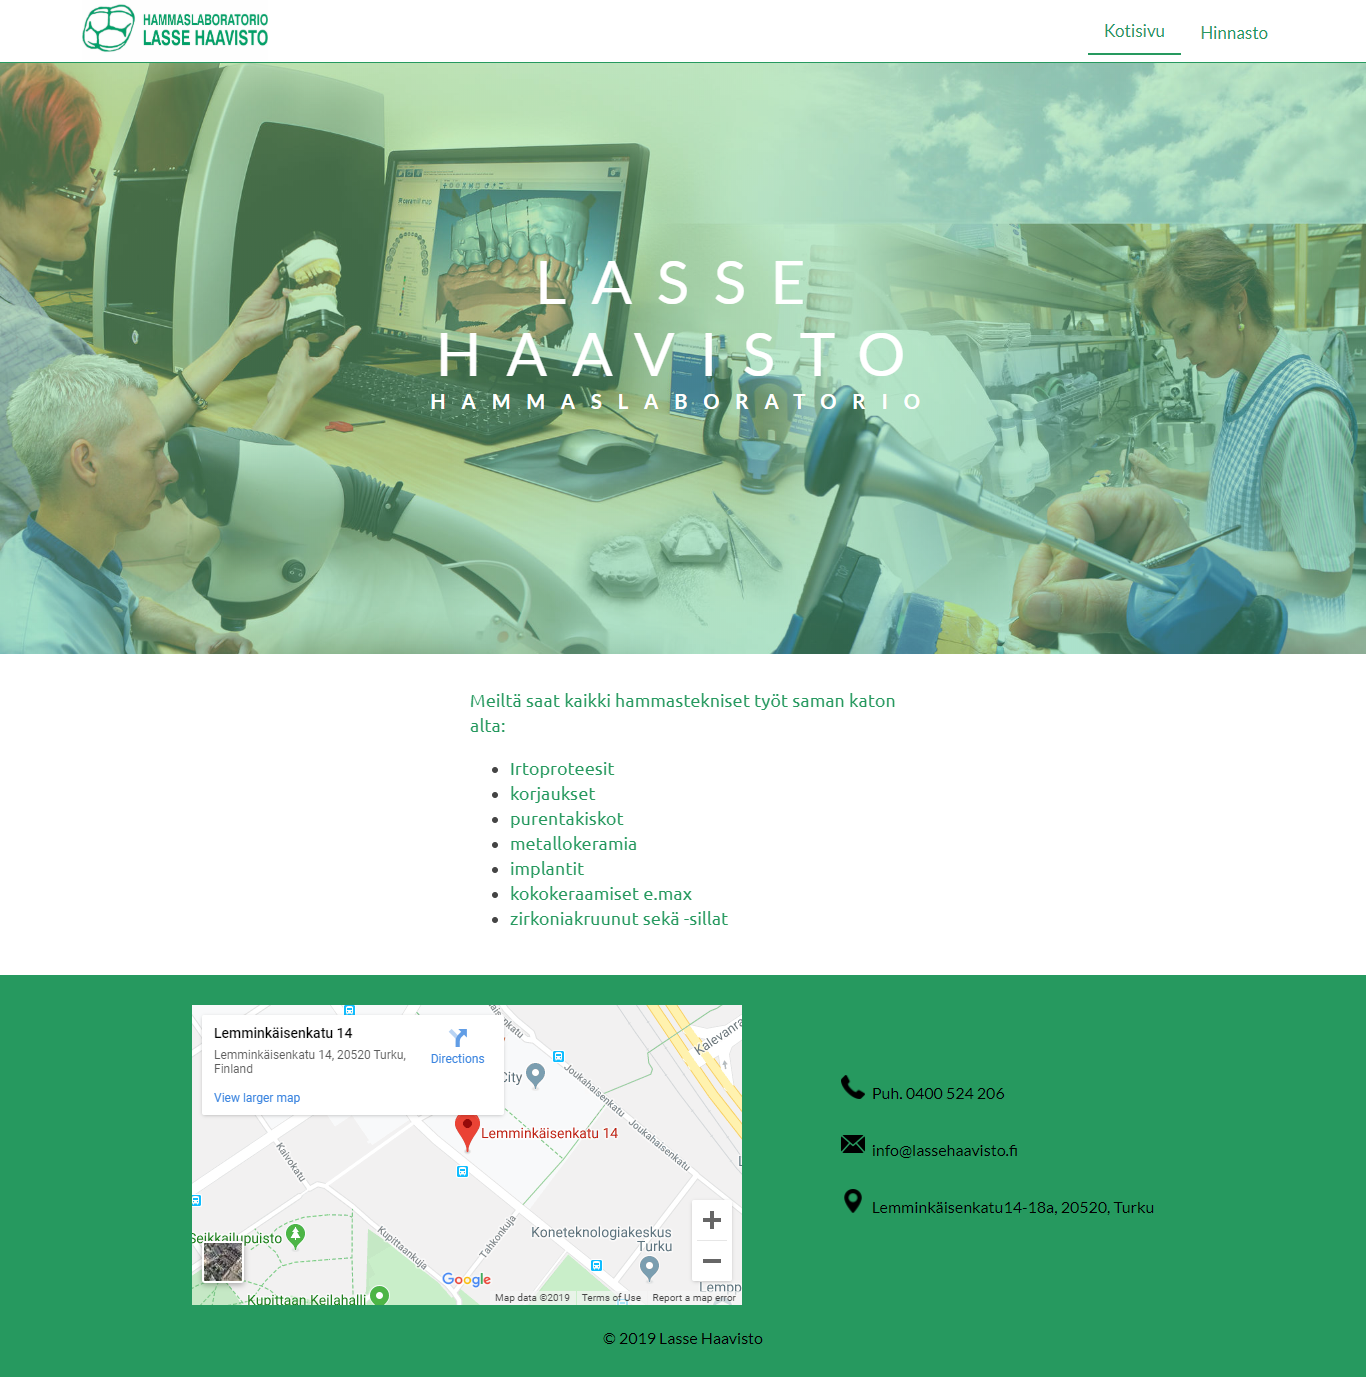 HAMMASLABORATORIO
LASSE HAAVISTO
Kotisivu
Hinnasto
LASSE
HAAVISTO
HAMMASLABORATORIO
Meiltä saat kaikki hammastekniset työt saman katon
alta:
Irtoproteesit
korjaukset
purentakiskot
metallokeramia
implantit
kokokeraamiset e.max
zirkoniakruunut sekä -sillat
Lemminkäisenkatu 14
Lemminkäisenkatu 14, 20520 Turku,
Finland
Directions
View larger map
City
Kalevanra
Joukahaisenkatu
Joukahaisenkatu
Lemminkäisenkatu 14
Kaivokatu
Seikkailupuisto
Kupittaankuja
Tahkonkuja
Koneteknologiakeskus
Turku
Lempp
Kupittaan Keilahalli
Google
Map data ©2019
Terms of Use
Report a map error
Puh. 0400 524 206
info@lassehaavisto.fi
Lemminkäisenkatu14-18a, 20520, Turku
© 2019 Lasse Haavisto